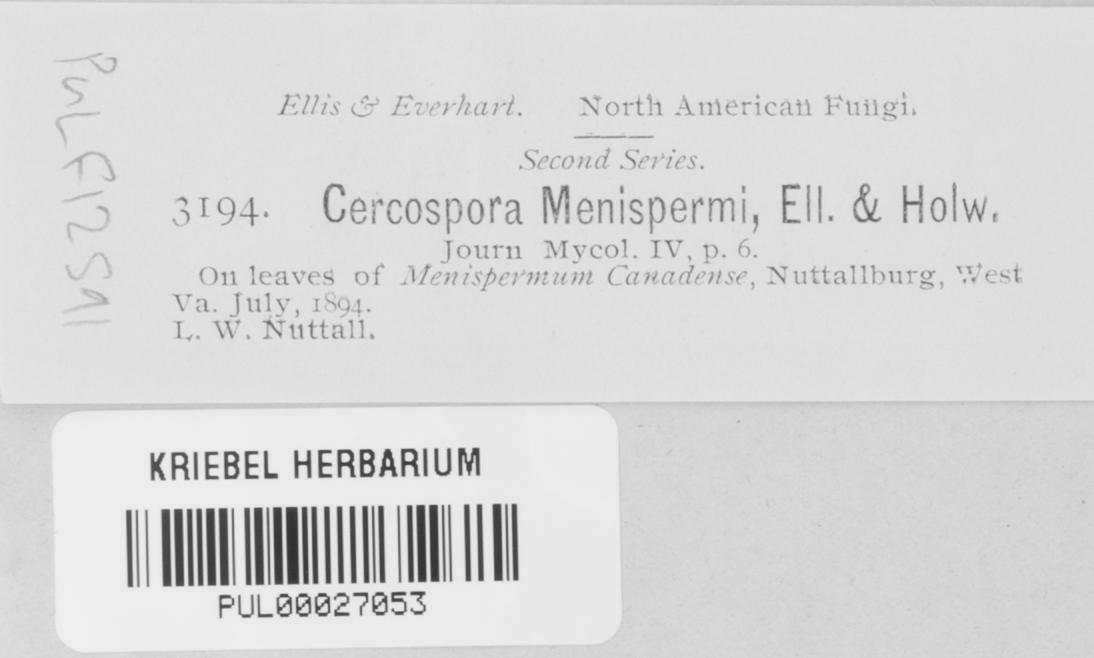 PUL F12591
Ellis & Everhart. North American Fungi.
Second Series.
3194. Cercospora Menispermi, Ell. & Holw.
Journ Mycol. IV, p. 6.
On leaves of Menispermum Canadense, Nuttallburg, West
Va. July, 1894.
L. W. Nuttall.
KRIEBEL HERBARIUM
PUL00027053